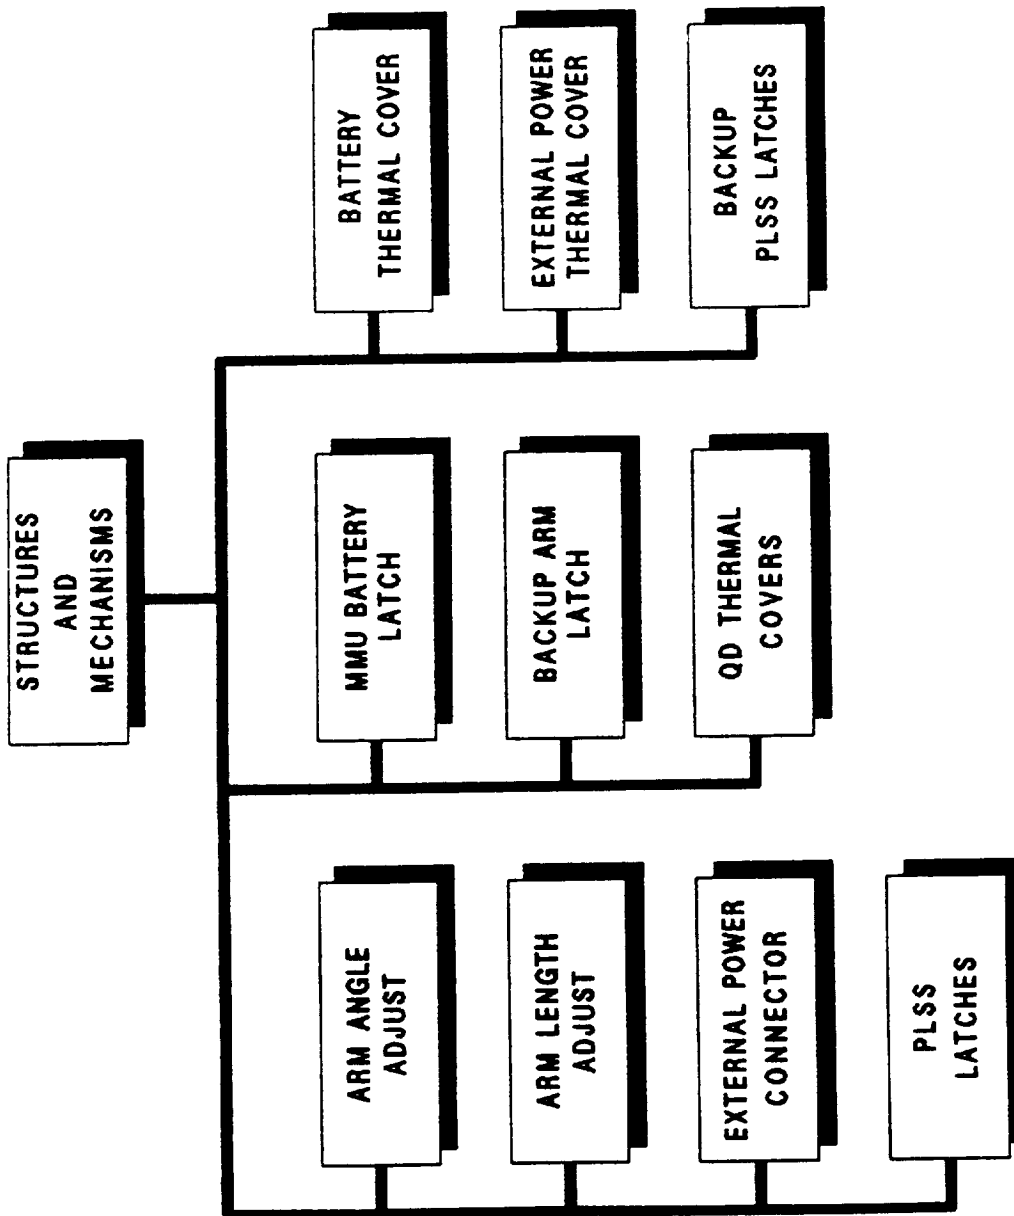 STRUCTURES
AND
MECHANISMS
ARM ANGLE
ADJUST
ARM LENGTH
ADJUST
EXTERNAL POWER
CONNECTOR
PLSS
LATCHES
MMU BATTERY
LATCH
BACKUP ARM
LATCH
QD THERMAL
COVERS
BATTERY
THERMAL COVER
EXTERNAL POWER
THERMAL COVER
BACKUP
PLSS LATCHES